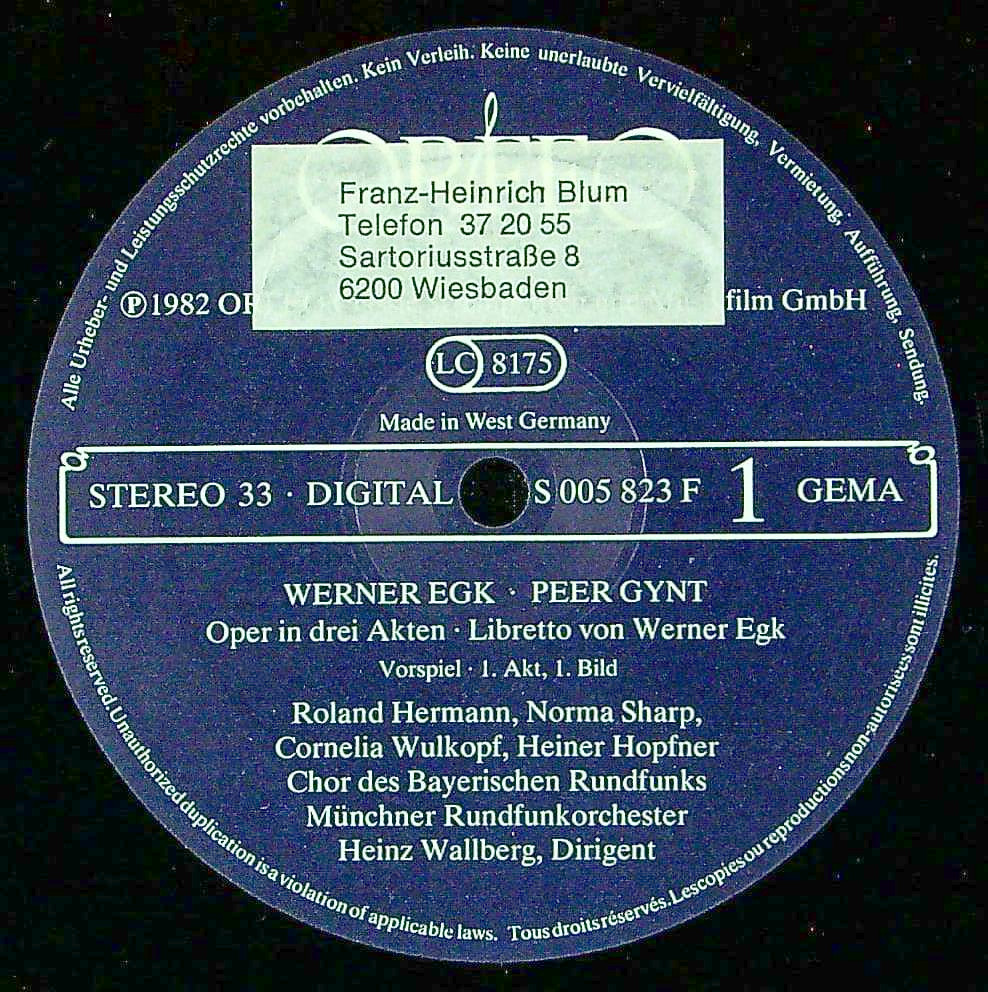 Alle Urheber- und Leistungsschutzrechte vorbehalten. Kein Verleih. Keine unerlaubte Vervielfältigung, Vermietung, Aufführung, Sendung.
ORFEO
Franz-Heinrich Blum
Telefon 37 20 55
Sartoriusstraße 8
6200 Wiesbaden
℗ 1982 film GmbH
LC 8175
Made in West Germany
STEREO 33 · DIGITAL S 005 823 F 1 GEMA
WERNER EGK · PEER GYNT
Oper in drei Akten · Libretto von Werner Egk
Vorspiel · 1. Akt, 1. Bild
Roland Hermann, Norma Sharp,
Cornelia Wulkopf, Heiner Hopfner
Chor des Bayerischen Rundfunks
Münchner Rundfunkorchester
Heinz Wallberg, Dirigent
All rights reserved. Unauthorized duplication is a violation of applicable laws. Tous droits réservés. Les copies ou reproductions non-autorisées sont illicites.